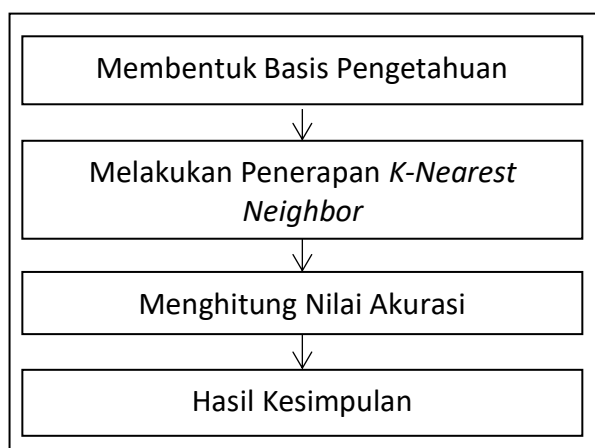 Membentuk Basis Pengetahuan
Melakukan Penerapan K-Nearest
Neighbor
Menghitung Nilai Akurasi
Hasil Kesimpulan